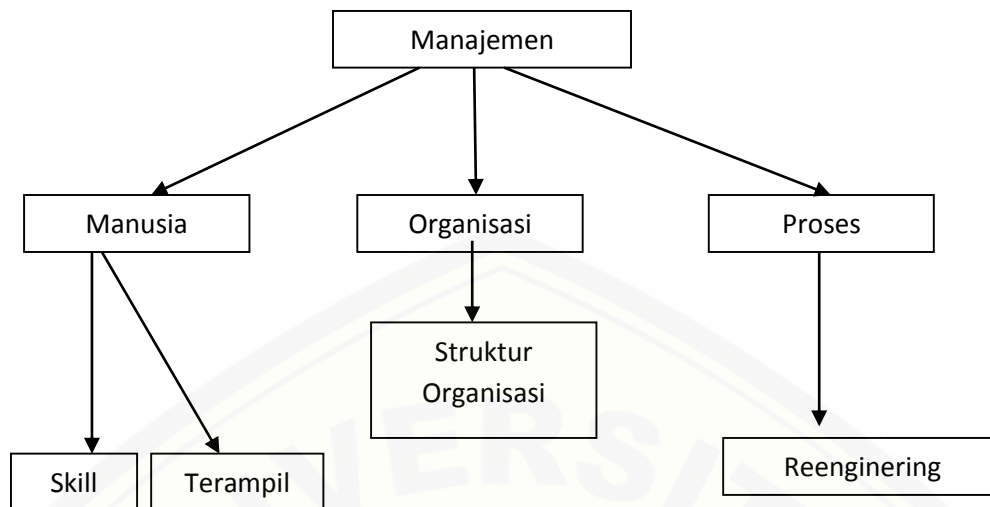 Manajemen
Manusia
Organisasi
Proses
Struktur
Organisasi
Skill
Terampil
Reenginering